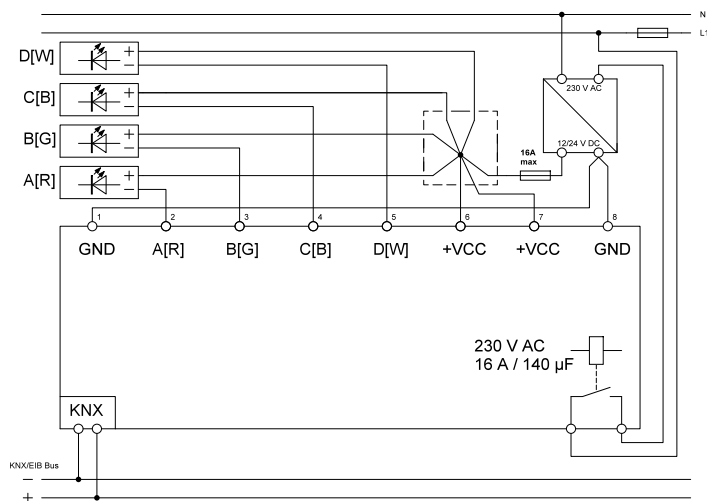 N
L1
D[W] + −
C[B] + −
B[G] + −
A[R] + −
230 V AC
12/24 V DC
16A
max
1 2 3 4 5 6 7 8
GND A[R] B[G] C[B] D[W] +VCC +VCC GND
230 V AC
16 A / 140 µF
KNX
KNX/EIB Bus
−
+